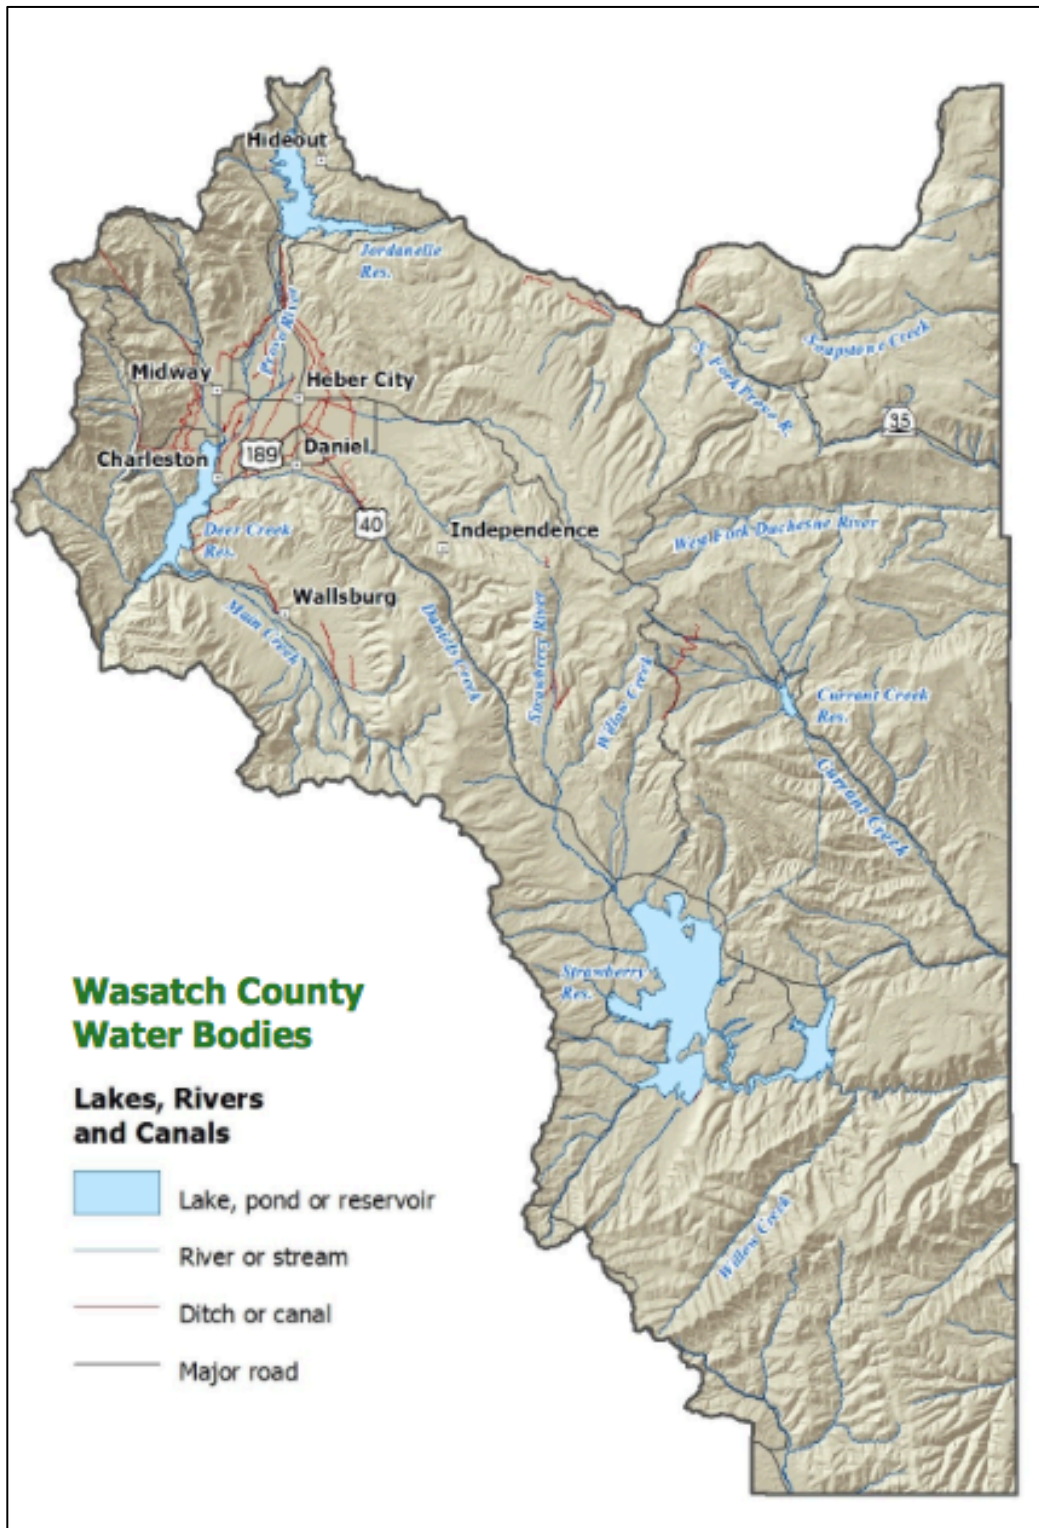 Hideout
Jordanelle
Res.
Provo River
Soapstone Creek
S. Fork Provo R.
Midway
Heber City
35
189
Daniel
Charleston
40
Independence
West Fork Duchesne River
Deer Creek
Res.
Wallsburg
Main Creek
Daniels Creek
Strawberry River
Willow Creek
Currant Creek
Res.
Currant Creek
Strawberry
Res.
Wasatch County
Water Bodies
Lakes, Rivers
and Canals
Lake, pond or reservoir
River or stream
Ditch or canal
Major road
Willow Creek